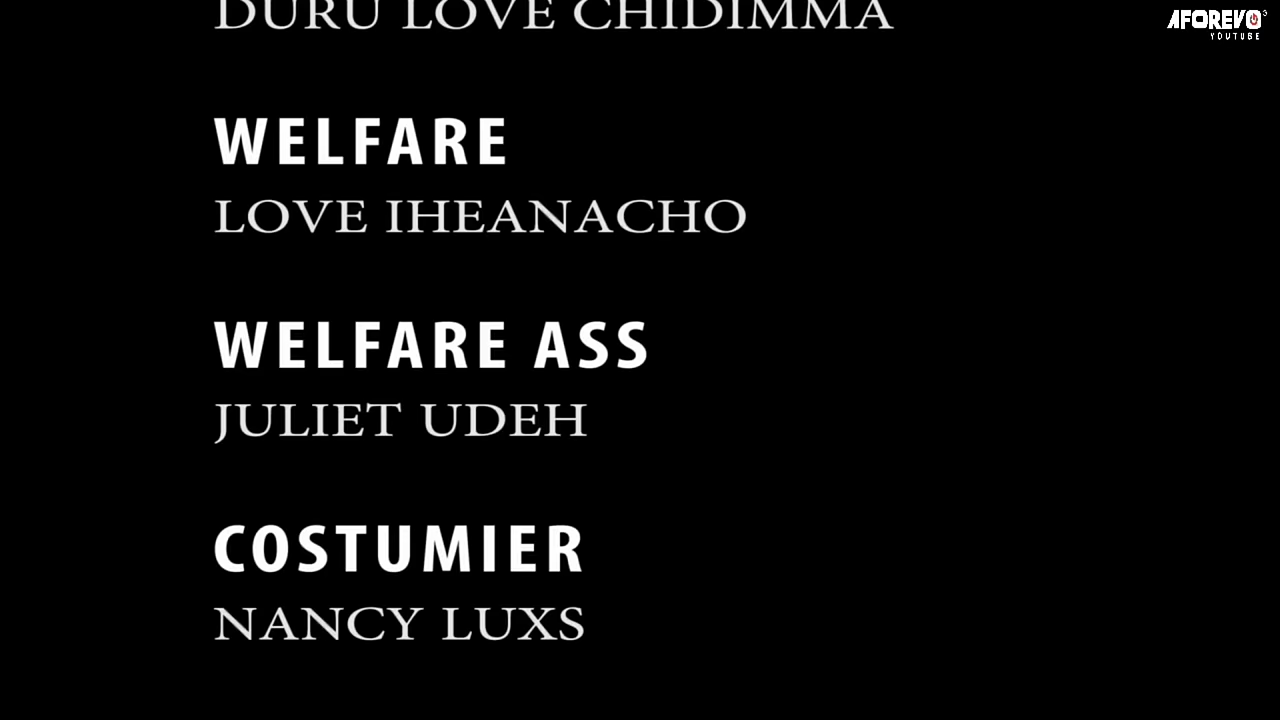 DURU LOVE CHIDIMMA
AFOREVO
YOUTUBE
WELFARE
LOVE IHEANACHO
WELFARE ASS
JULIET UDEH
COSTUMIER
NANCY LUXS